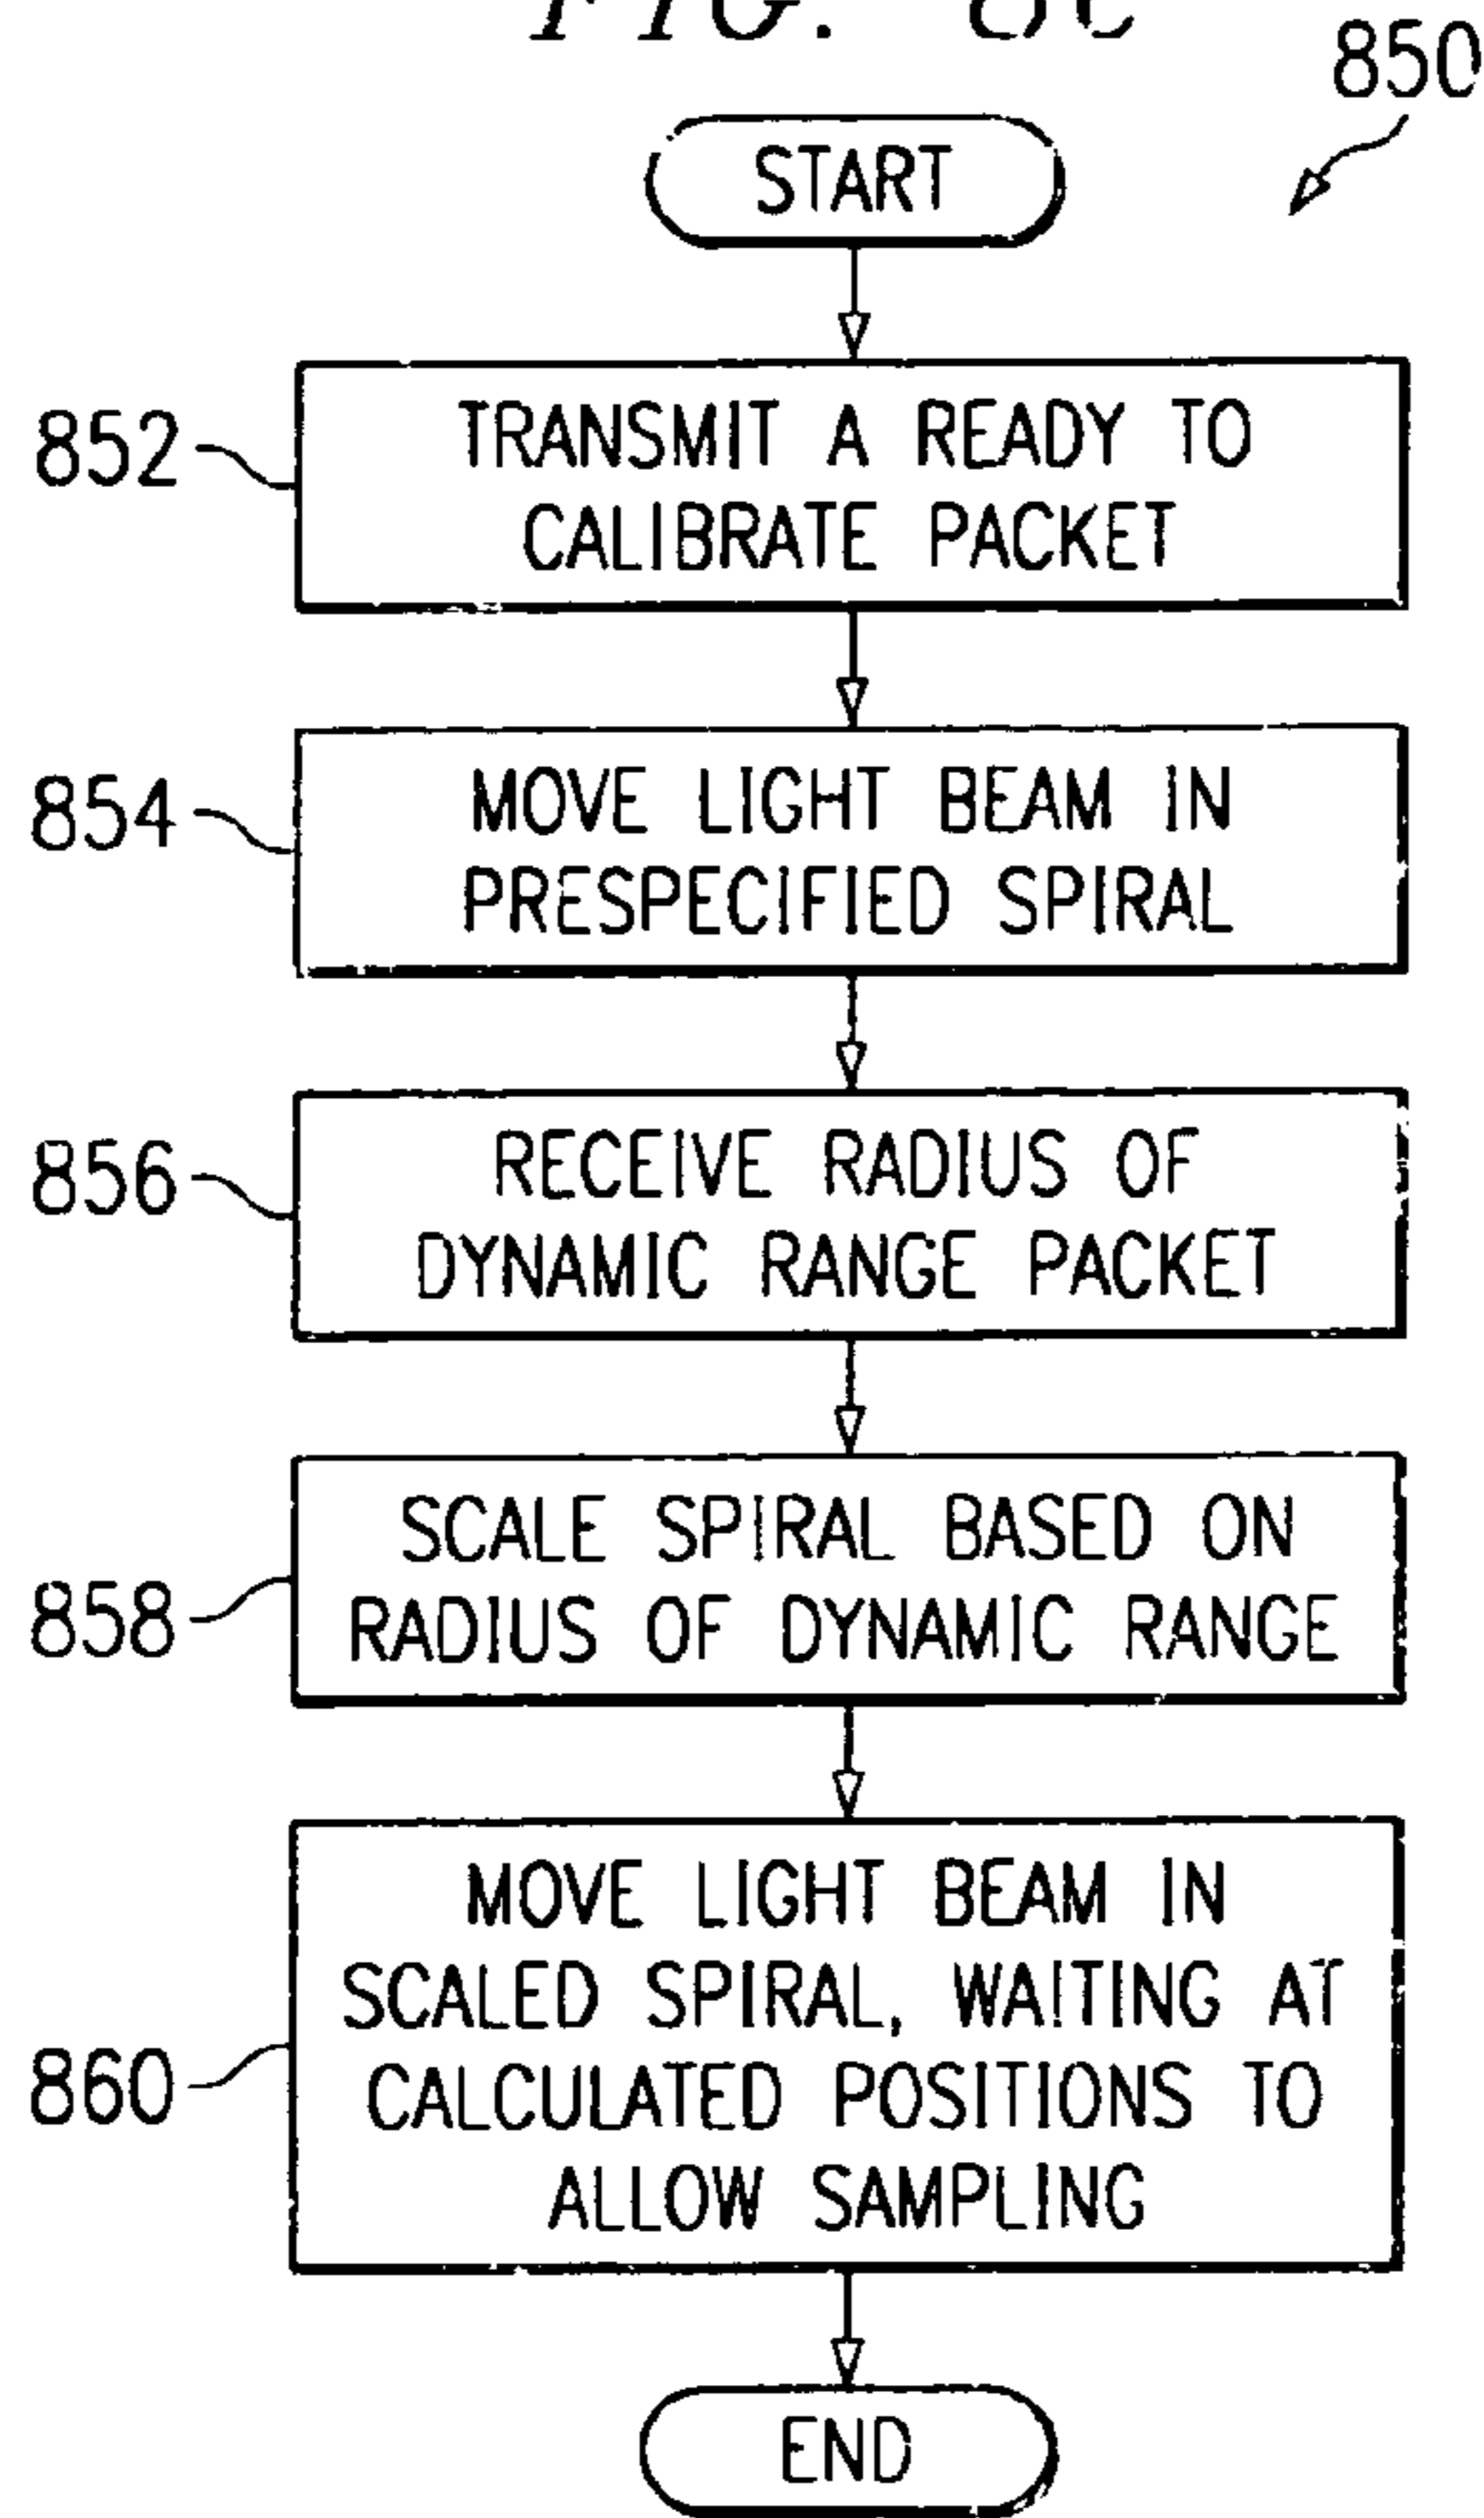 FIG. 8c
850
START
852
TRANSMIT A READY TO
CALIBRATE PACKET
854
MOVE LIGHT BEAM IN
PRESPECIFIED SPIRAL
856
RECEIVE RADIUS OF
DYNAMIC RANGE PACKET
858
SCALE SPIRAL BASED ON
RADIUS OF DYNAMIC RANGE
860
MOVE LIGHT BEAM IN
SCALED SPIRAL, WAITING AT
CALCULATED POSITIONS TO
ALLOW SAMPLING
END